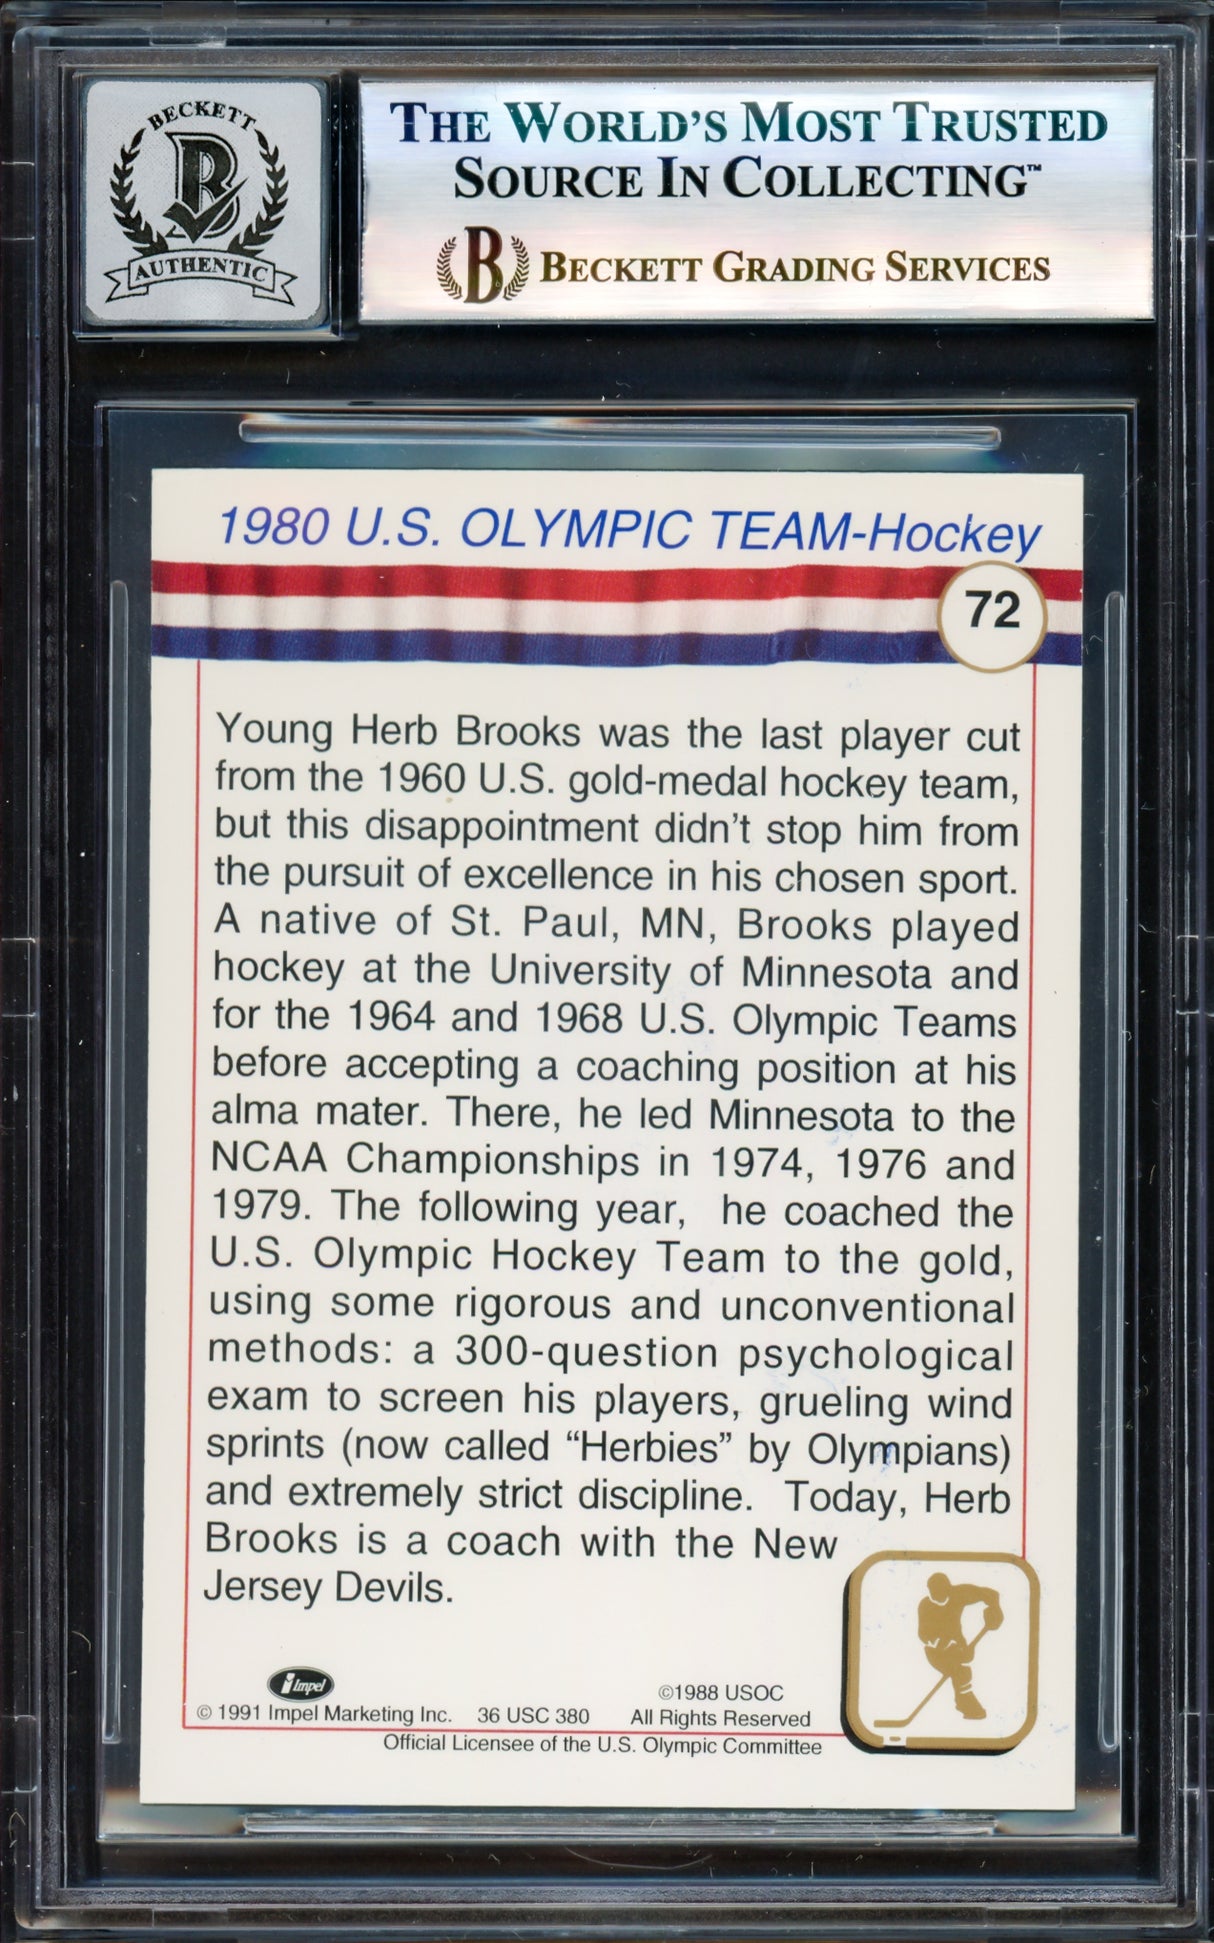 BECKETT
B
AUTHENTIC
THE WORLD'S MOST TRUSTED
SOURCE IN COLLECTING™
B BECKETT GRADING SERVICES
1980 U.S. OLYMPIC TEAM-Hockey
72
Young Herb Brooks was the last player cut
from the 1960 U.S. gold-medal hockey team,
but this disappointment didn't stop him from
the pursuit of excellence in his chosen sport.
A native of St. Paul, MN, Brooks played
hockey at the University of Minnesota and
for the 1964 and 1968 U.S. Olympic Teams
before accepting a coaching position at his
alma mater. There, he led Minnesota to the
NCAA Championships in 1974, 1976 and
1979. The following year, he coached the
U.S. Olympic Hockey Team to the gold,
using some rigorous and unconventional
methods: a 300-question psychological
exam to screen his players, grueling wind
sprints (now called “Herbies” by Olympians)
and extremely strict discipline. Today, Herb
Brooks is a coach with the New
Jersey Devils.
Impel
© 1991 Impel Marketing Inc. 36 USC 380
©1988 USOC
All Rights Reserved
Official Licensee of the U.S. Olympic Committee